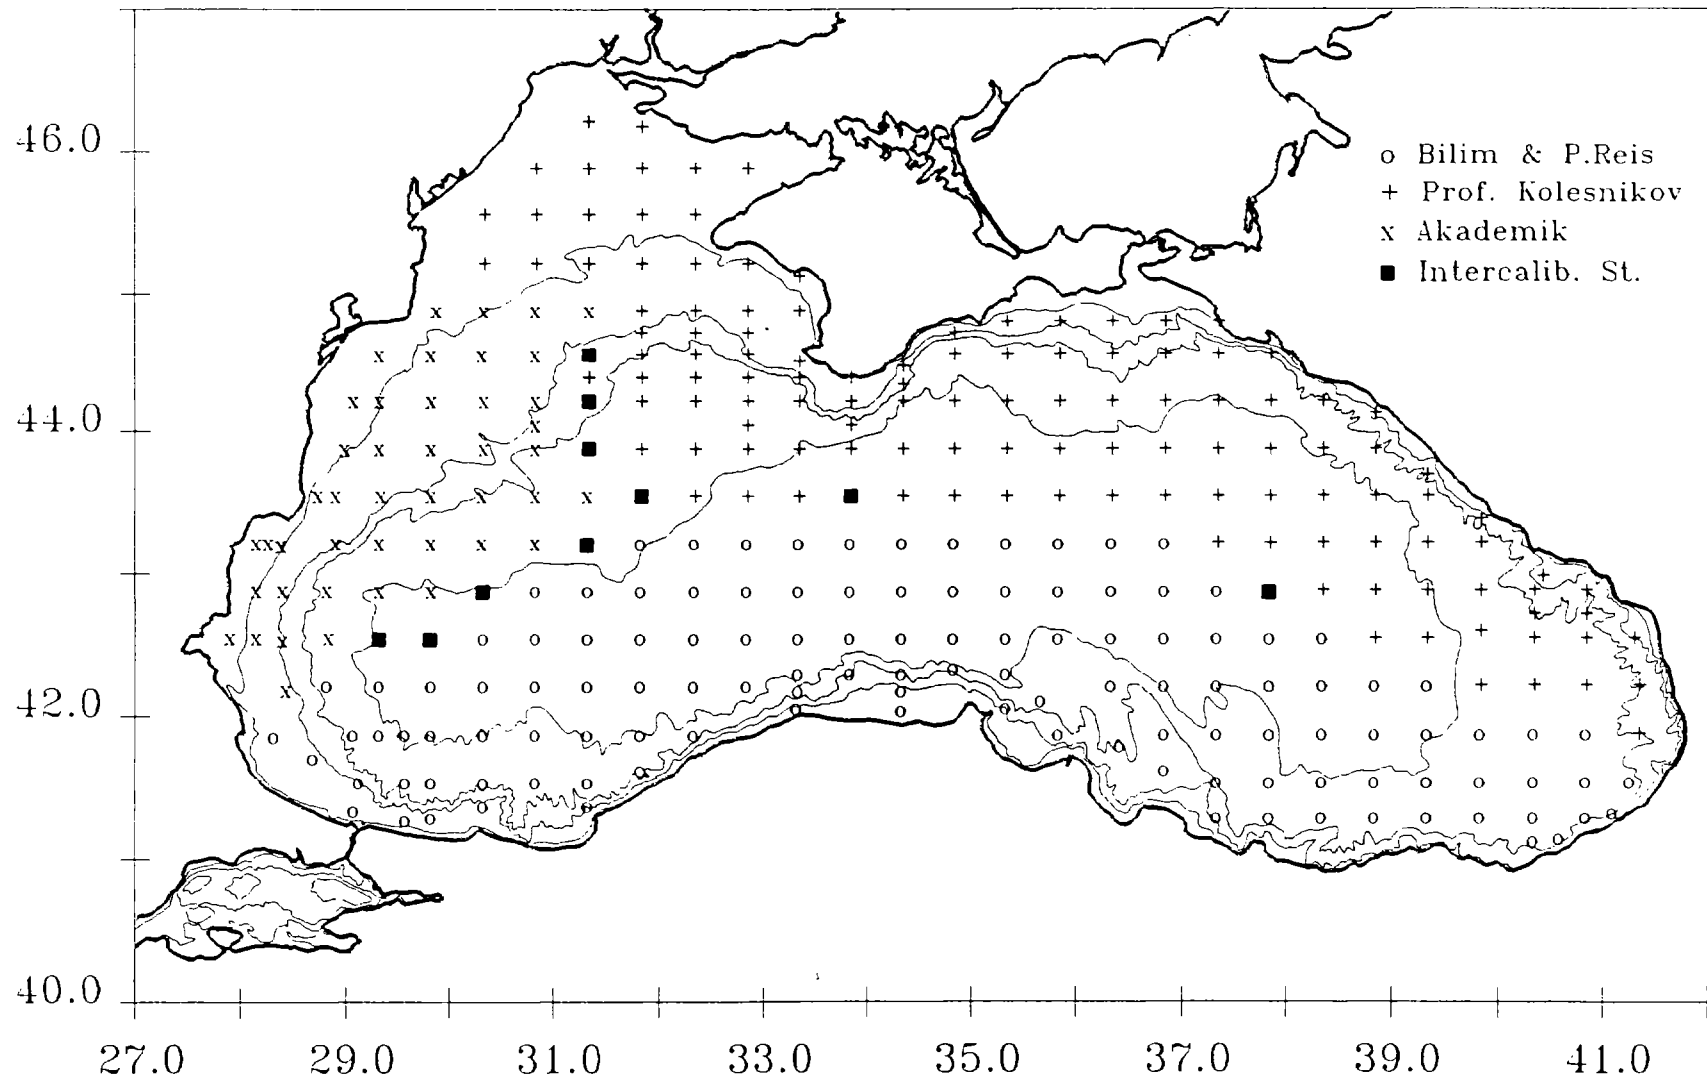 46.0
44.0
42.0
40.0
27.0 29.0 31.0 33.0 35.0 37.0 39.0 41.0
o Bilim & P.Reis
+ Prof. Kolesnikov
x Akademik
■ Intercalib. St.